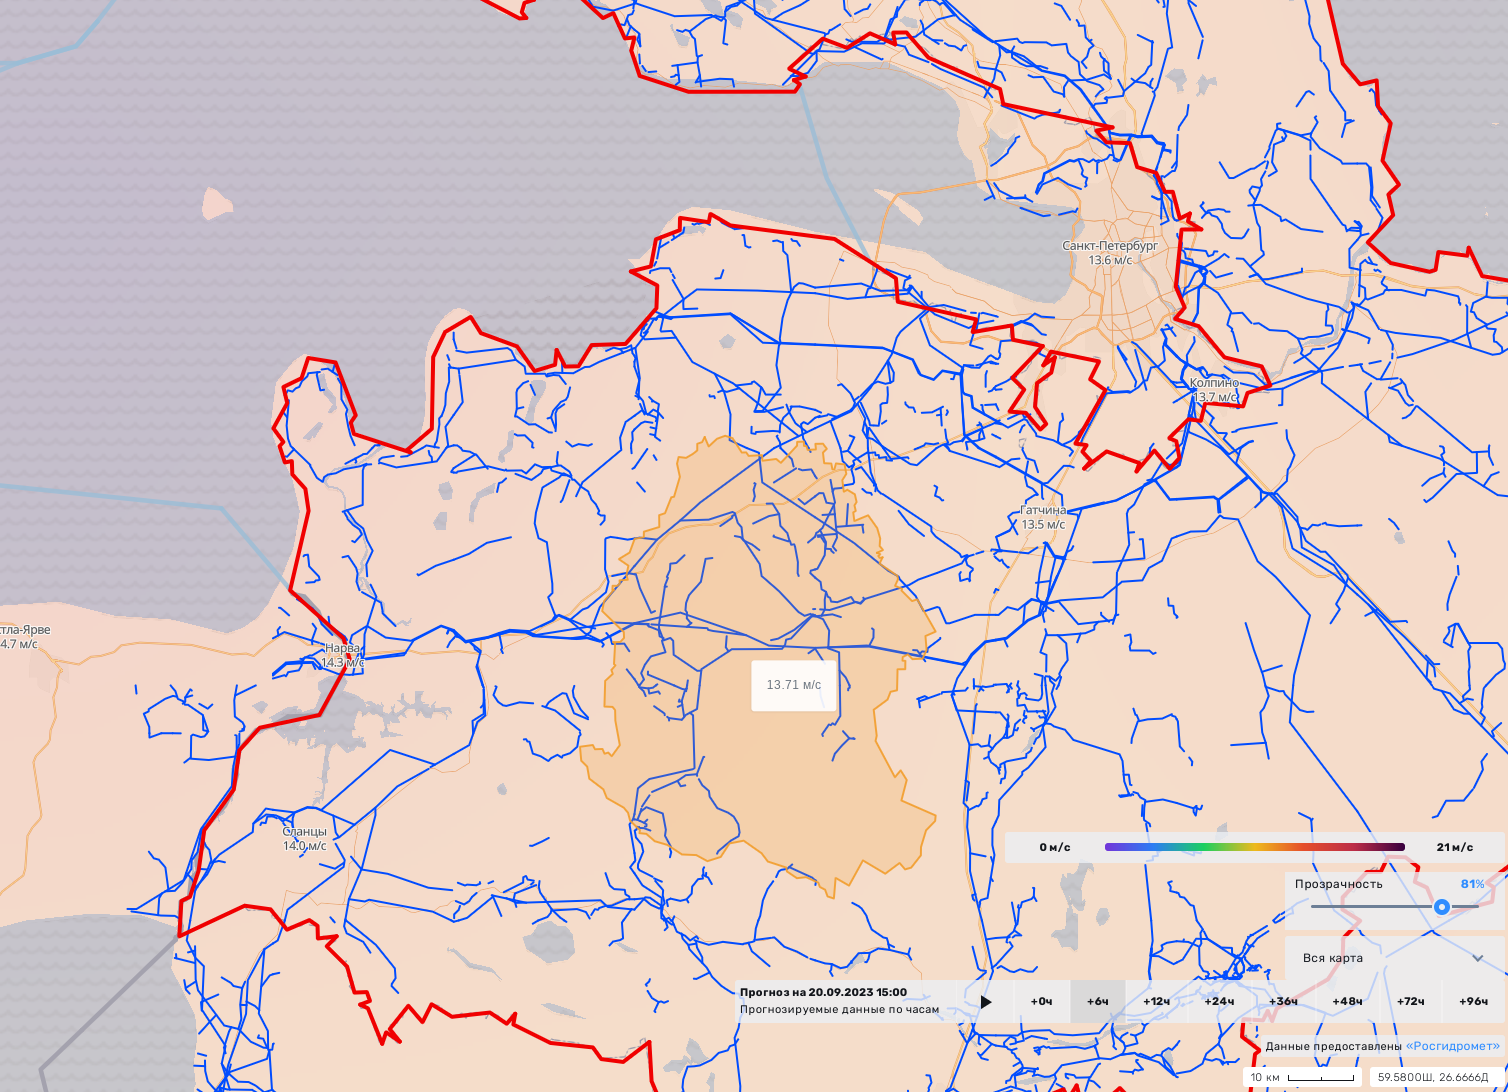 Санкт-Петербург
13.6 м/с
Колпино
13.7 м/с
Гатчина
13.5 м/с
тла-Ярве
4.7 м/с
Нарва
14.3 м/с
13.71 м/с
Сланцы
14.0 м/с
0 м/с
21 м/с
Прозрачность 81%
Вся карта
Прогноз на 20.09.2023 15:00
Прогнозируемые данные по часам
+0ч +6ч +12ч +24ч +36ч +48ч +72ч +96ч
Данные предоставлены «Росгидромет»
10 км
59.5800Ш, 26.6666Д